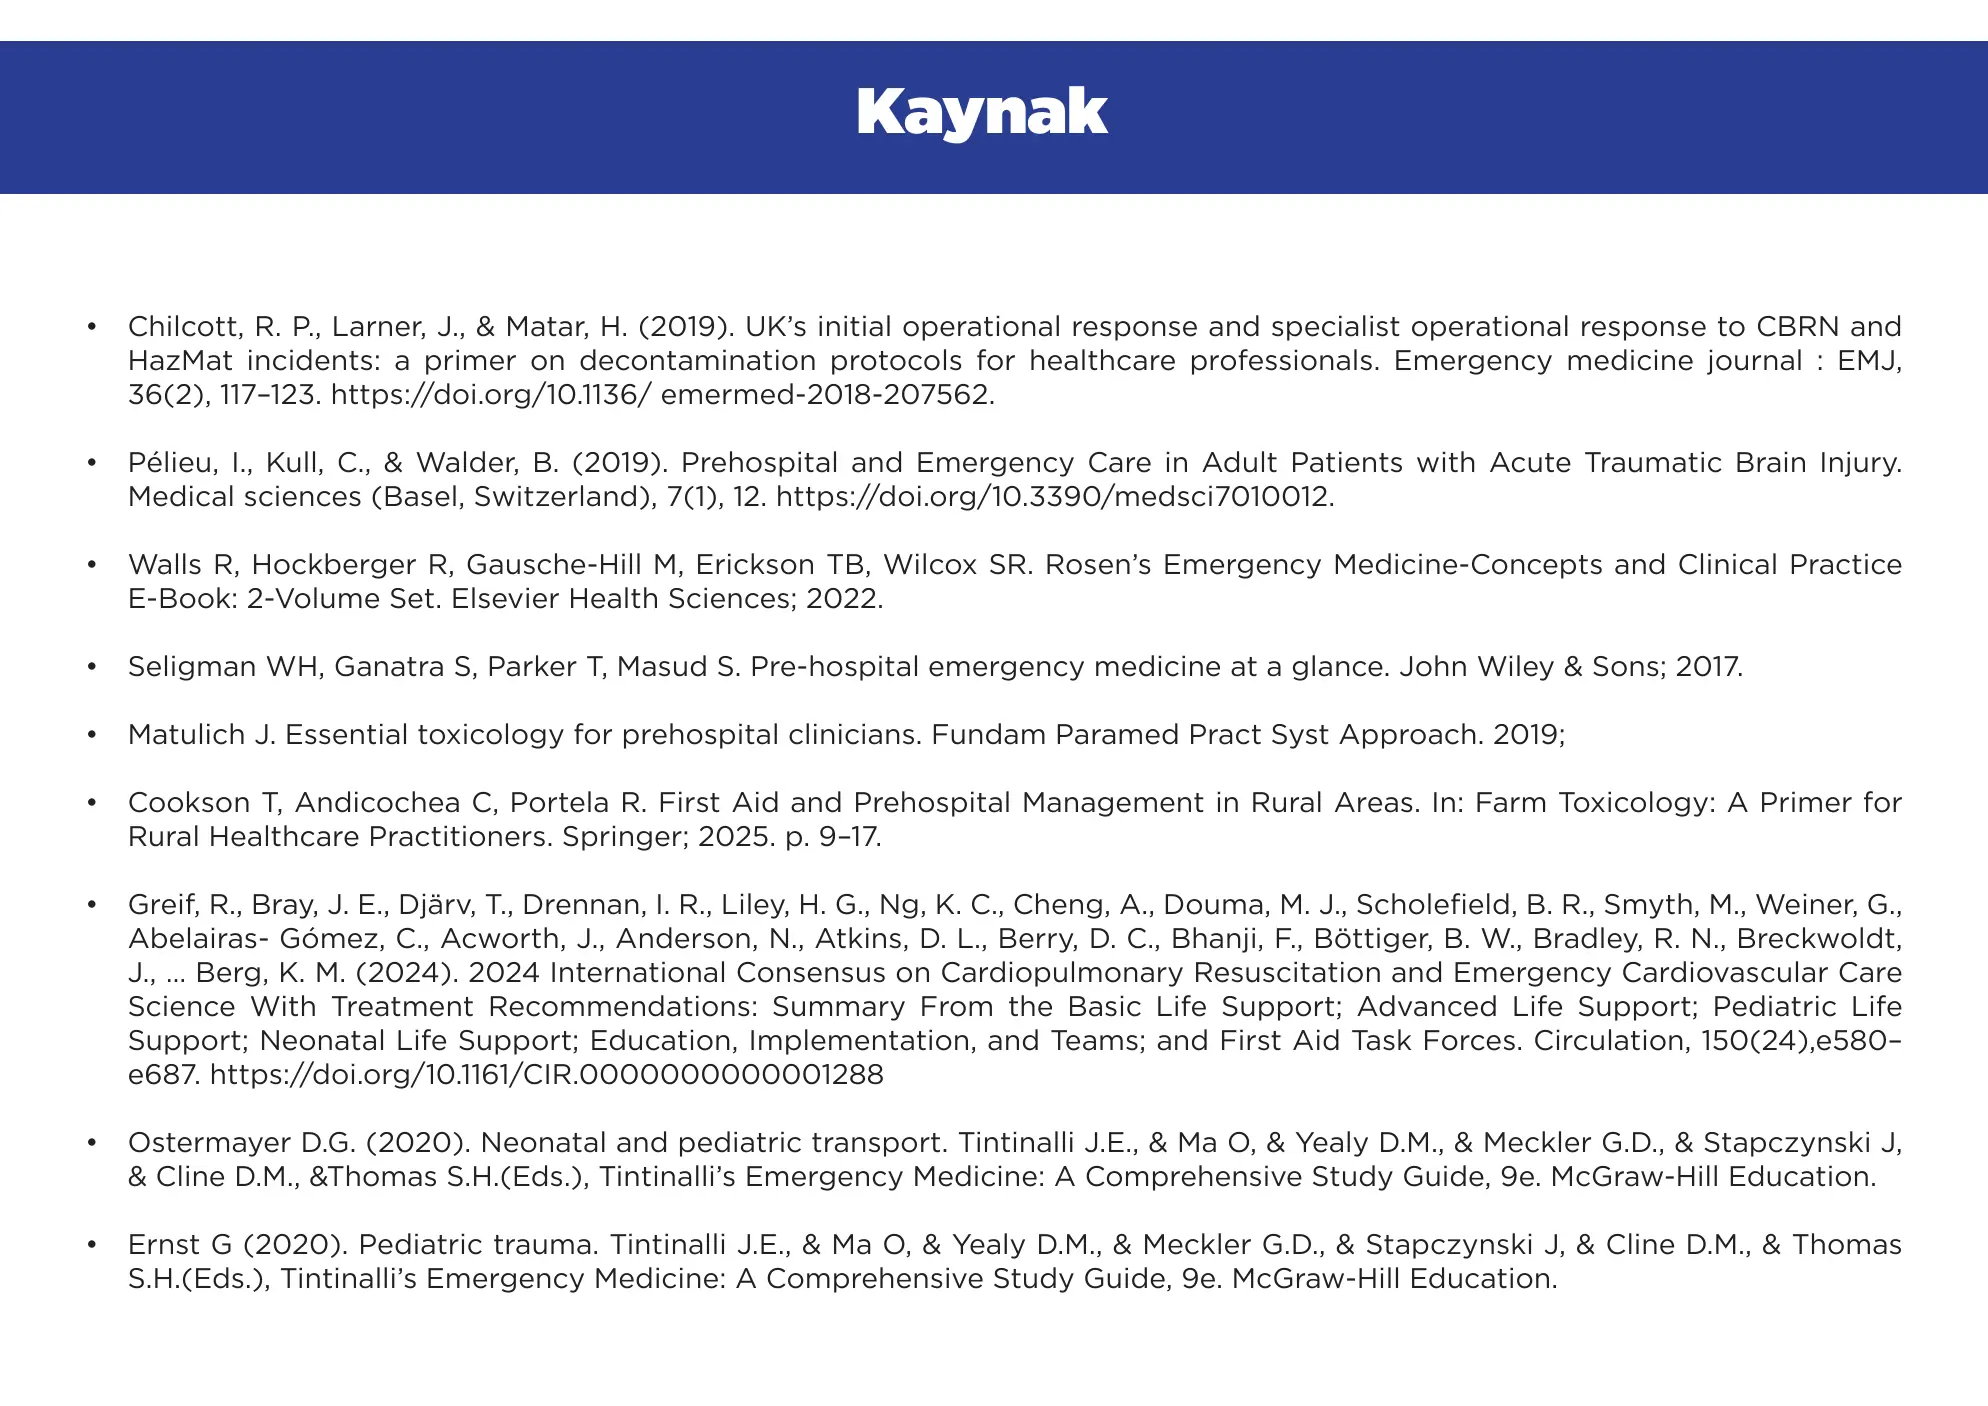 Kaynak
• Chilcott, R. P., Larner, J., & Matar, H. (2019). UK’s initial operational response and specialist operational response to CBRN and
HazMat incidents: a primer on decontamination protocols for healthcare professionals. Emergency medicine journal : EMJ,
36(2), 117–123. https://doi.org/10.1136/ emermed-2018-207562.
• Pélieu, I., Kull, C., & Walder, B. (2019). Prehospital and Emergency Care in Adult Patients with Acute Traumatic Brain Injury.
Medical sciences (Basel, Switzerland), 7(1), 12. https://doi.org/10.3390/medsci7010012.
• Walls R, Hockberger R, Gausche-Hill M, Erickson TB, Wilcox SR. Rosen’s Emergency Medicine-Concepts and Clinical Practice
E-Book: 2-Volume Set. Elsevier Health Sciences; 2022.
• Seligman WH, Ganatra S, Parker T, Masud S. Pre-hospital emergency medicine at a glance. John Wiley & Sons; 2017.
• Matulich J. Essential toxicology for prehospital clinicians. Fundam Paramed Pract Syst Approach. 2019;
• Cookson T, Andicochea C, Portela R. First Aid and Prehospital Management in Rural Areas. In: Farm Toxicology: A Primer for
Rural Healthcare Practitioners. Springer; 2025. p. 9–17.
• Greif, R., Bray, J. E., Djärv, T., Drennan, I. R., Liley, H. G., Ng, K. C., Cheng, A., Douma, M. J., Scholefield, B. R., Smyth, M., Weiner, G.,
Abelairas- Gómez, C., Acworth, J., Anderson, N., Atkins, D. L., Berry, D. C., Bhanji, F., Böttiger, B. W., Bradley, R. N., Breckwoldt,
J., ... Berg, K. M. (2024). 2024 International Consensus on Cardiopulmonary Resuscitation and Emergency Cardiovascular Care
Science With Treatment Recommendations: Summary From the Basic Life Support; Advanced Life Support; Pediatric Life
Support; Neonatal Life Support; Education, Implementation, and Teams; and First Aid Task Forces. Circulation, 150(24),e580–
e687. https://doi.org/10.1161/CIR.0000000000001288
• Ostermayer D.G. (2020). Neonatal and pediatric transport. Tintinalli J.E., & Ma O, & Yealy D.M., & Meckler G.D., & Stapczynski J,
& Cline D.M., &Thomas S.H.(Eds.), Tintinalli’s Emergency Medicine: A Comprehensive Study Guide, 9e. McGraw-Hill Education.
• Ernst G (2020). Pediatric trauma. Tintinalli J.E., & Ma O, & Yealy D.M., & Meckler G.D., & Stapczynski J, & Cline D.M., & Thomas
S.H.(Eds.), Tintinalli’s Emergency Medicine: A Comprehensive Study Guide, 9e. McGraw-Hill Education.